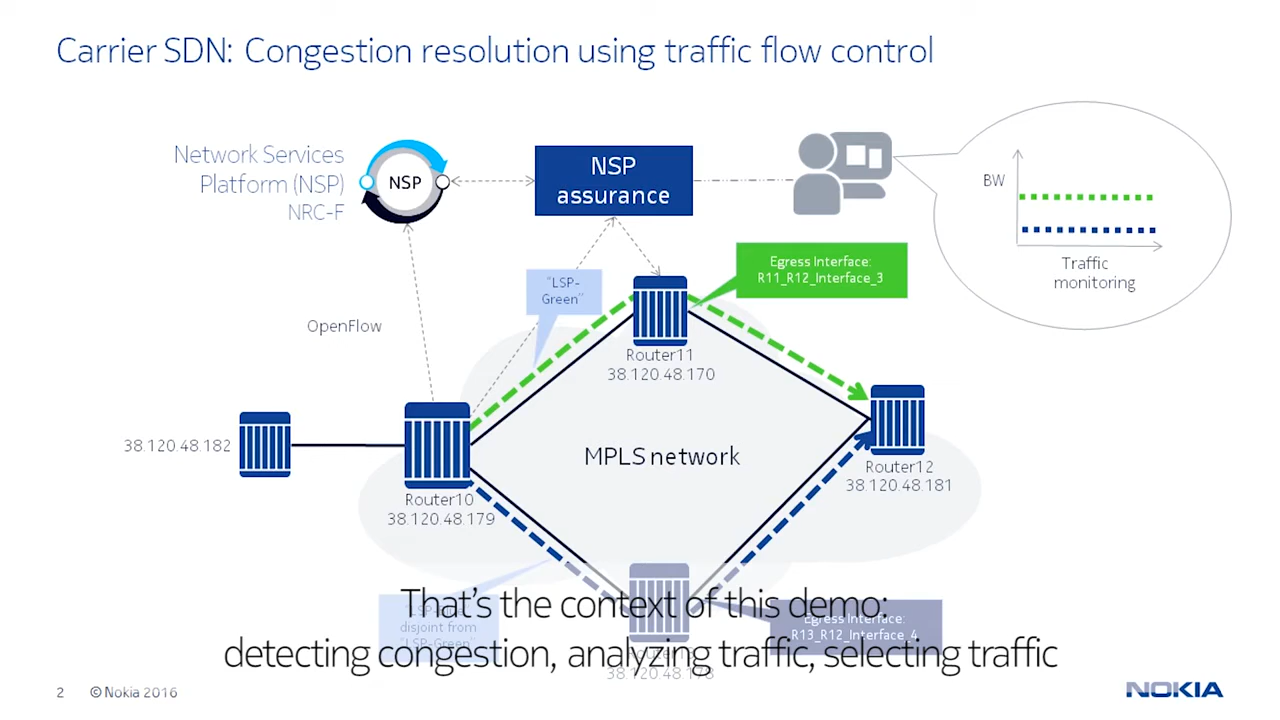 Carrier SDN: Congestion resolution using traffic flow control
Network Services
Platform (NSP)
NRC-F
NSP
NSP
assurance
BW
Traffic
monitoring
Egress Interface:
R11_R12_Interface_3
"LSP-
Green"
OpenFlow
Router11
38.120.48.170
38.120.48.182
MPLS network
Router12
38.120.48.181
Router10
38.120.48.179
disjoint from
"LSP-Green"
Egress Interface:
R13_R12_Interface_4
That's the context of this demo:
detecting congestion, analyzing traffic, selecting traffic
2 © Nokia 2016
NOKIA